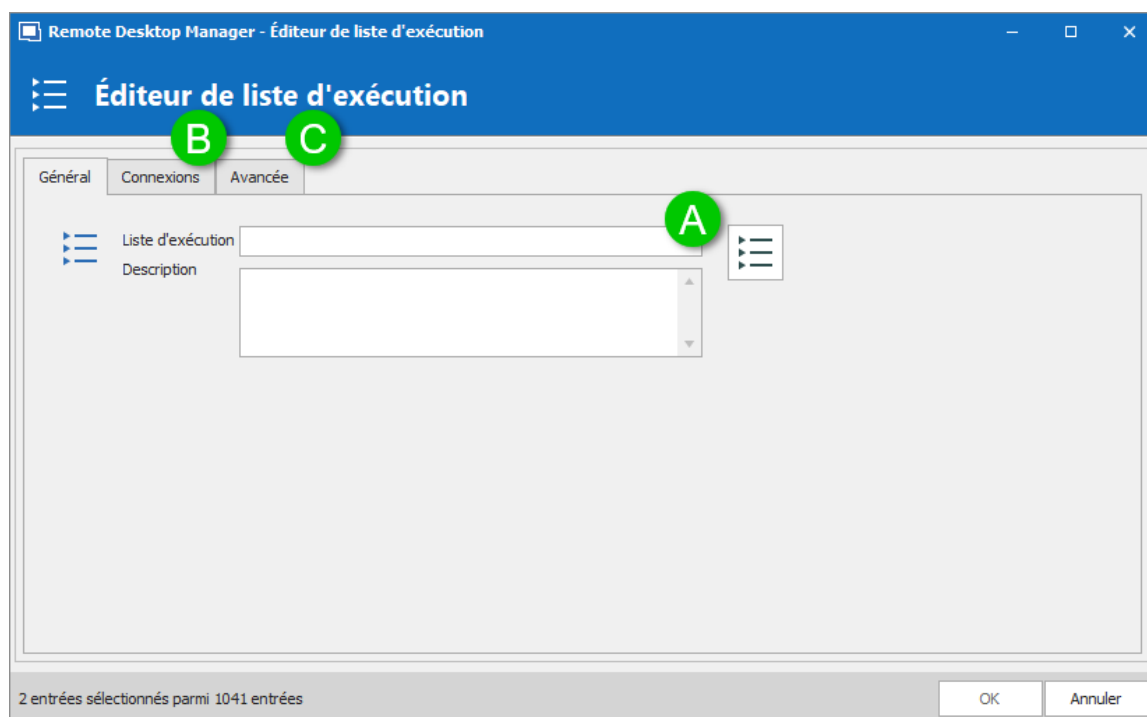 Remote Desktop Manager - Éditeur de liste d'exécution
Éditeur de liste d'exécution
B
C
Général
Connexions
Avancée
A
Liste d'exécution
Description
2 entrées sélectionnés parmi 1041 entrées
OK
Annuler